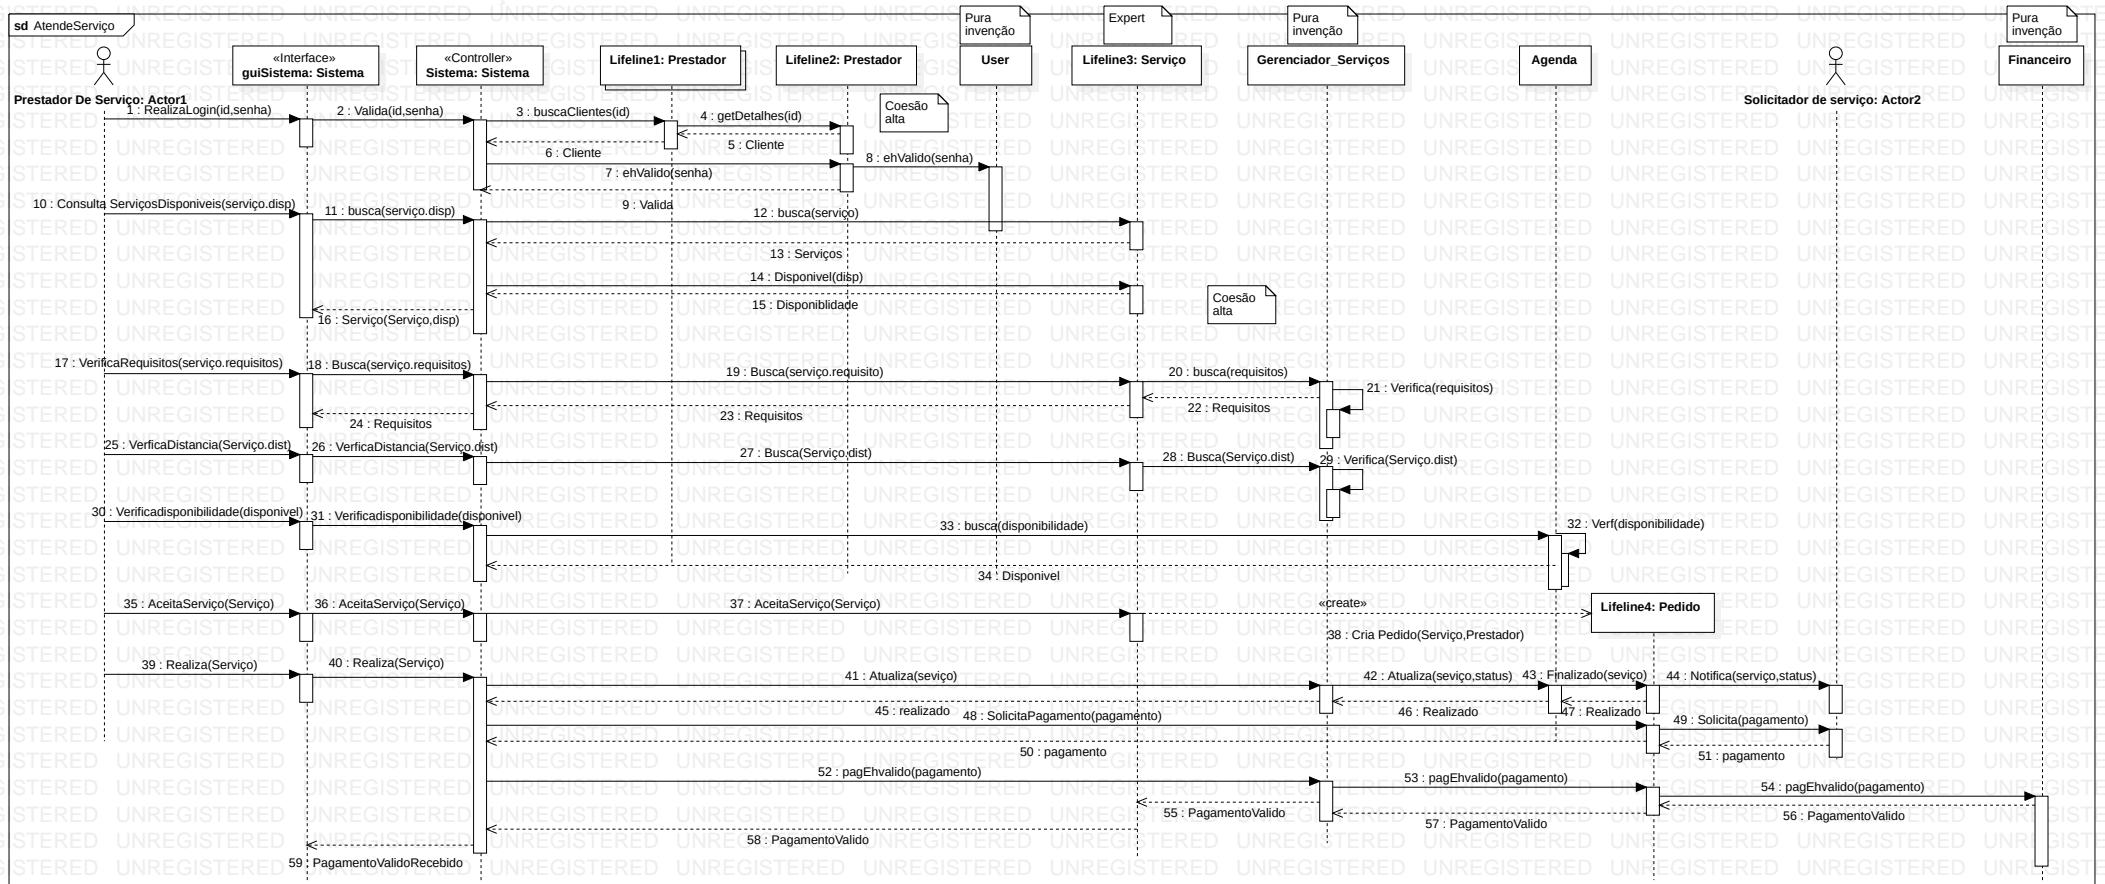 sd AtendeServiço
Pura
invenção
Expert
Pura
invenção
Pura
invenção
«Interface»
guiSistema: Sistema
«Controller»
Sistema: Sistema
Lifeline1: Prestador
Lifeline2: Prestador
User
Lifeline3: Serviço
Gerenciador_Serviços
Agenda
Financeiro
Prestador De Serviço: Actor1
Solicitador de serviço: Actor2
Coesão
alta
1 : RealizaLogin(id,senha)
2 : Valida(id,senha)
3 : buscaClientes(id)
4 : getDetalhes(id)
5 : Cliente
6 : Cliente
7 : ehValido(senha)
8 : ehValido(senha)
9 : Valida
10 : Consulta ServiçosDisponiveis(serviço.disp)
11 : busca(serviço.disp)
12 : busca(serviço)
13 : Serviços
14 : Disponivel(disp)
15 : Disponiblidade
16 : Serviço(Serviço,disp)
Coesão
alta
17 : VerificaRequisitos(serviço.requisitos)
18 : Busca(serviço.requisitos)
19 : Busca(serviço.requisito)
20 : busca(requisitos)
21 : Verifica(requisitos)
22 : Requisitos
23 : Requisitos
24 : Requisitos
25 : VerficaDistancia(Serviço.dist)
26 : VerficaDistancia(Serviço.dist)
27 : Busca(Serviço.dist)
28 : Busca(Serviço.dist)
29 : Verifica(Serviço.dist)
30 : Verificadisponibilidade(disponivel)
31 : Verificadisponibilidade(disponivel)
32 : Verf(disponibilidade)
33 : busca(disponibilidade)
34 : Disponivel
35 : AceitaServiço(Serviço)
36 : AceitaServiço(Serviço)
37 : AceitaServiço(Serviço)
«create»
Lifeline4: Pedido
38 : Cria Pedido(Serviço,Prestador)
39 : Realiza(Serviço)
40 : Realiza(Serviço)
41 : Atualiza(seviço)
42 : Atualiza(seviço,status)
43 : Finalizado(seviço)
44 : Notifica(serviço,status)
45 : realizado
46 : Realizado
47 : Realizado
48 : SolicitaPagamento(pagamento)
49 : Solicita(pagamento)
50 : pagamento
51 : pagamento
52 : pagEhvalido(pagamento)
53 : pagEhvalido(pagamento)
54 : pagEhvalido(pagamento)
55 : PagamentoValido
56 : PagamentoValido
57 : PagamentoValido
58 : PagamentoValido
59 : PagamentoValidoRecebido